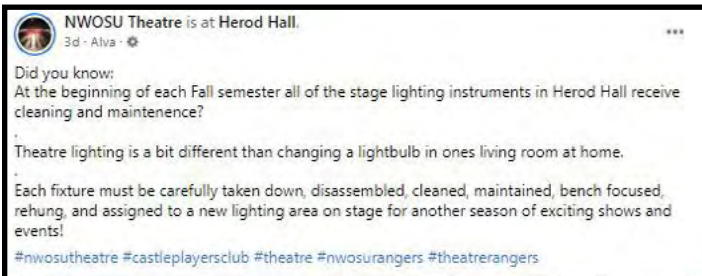 NWOSU Theatre is at Herod Hall.
3d · Alva ·
Did you know:
At the beginning of each Fall semester all of the stage lighting instruments in Herod Hall receive
cleaning and maintenence?
.
Theatre lighting is a bit different than changing a lightbulb in ones living room at home.
.
Each fixture must be carefully taken down, disassembled, cleaned, maintained, bench focused,
rehung, and assigned to a new lighting area on stage for another season of exciting shows and
events!
#nwosutheatre #castleplayersclub #theatre #nwosurangers #theatrerangers